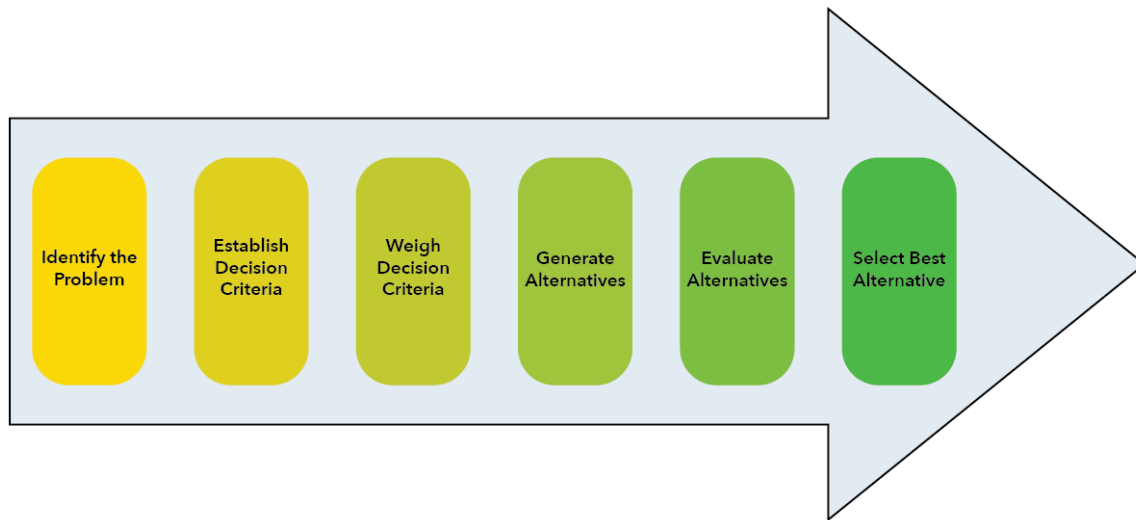 Identify the
Problem
Establish
Decision
Criteria
Weigh
Decision
Criteria
Generate
Alternatives
Evaluate
Alternatives
Select Best
Alternative